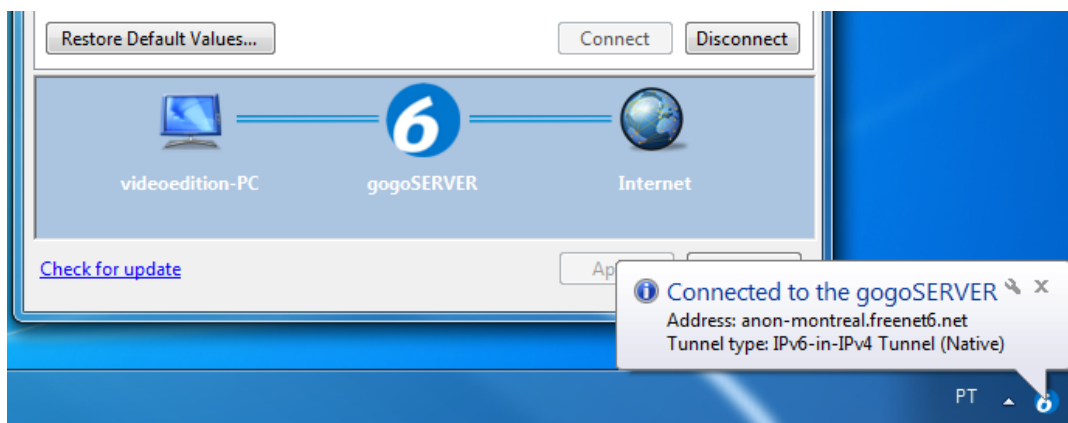 Restore Default Values...
Connect
Disconnect
6
videoedition-PC
gogoSERVER
Internet
Check for update
Connected to the gogoSERVER
Address: anon-montreal.freenet6.net
Tunnel type: IPv6-in-IPv4 Tunnel (Native)
PT
6